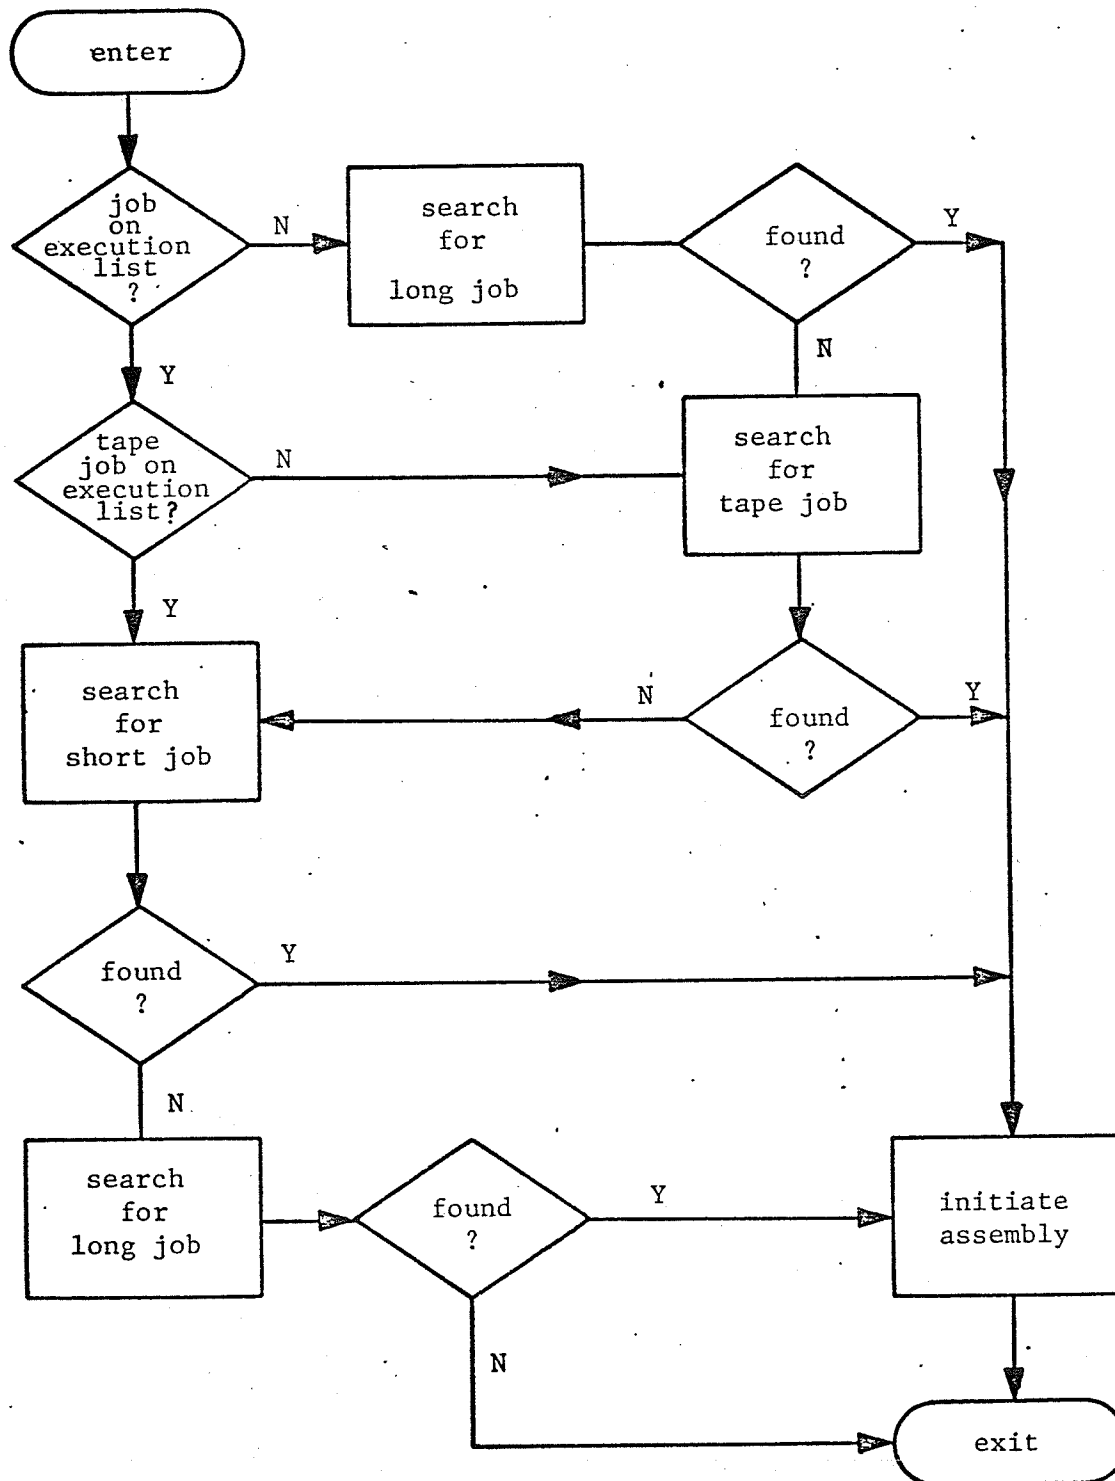 enter
job
on
execution
list
?
N
search
for
long job
found
?
Y
N
Y
tape
job on
execution
list?
N
search
for
tape job
Y
search
for
short job
N
found
?
Y
found
?
Y
N
search
for
long job
found
?
Y
N
initiate
assembly
exit